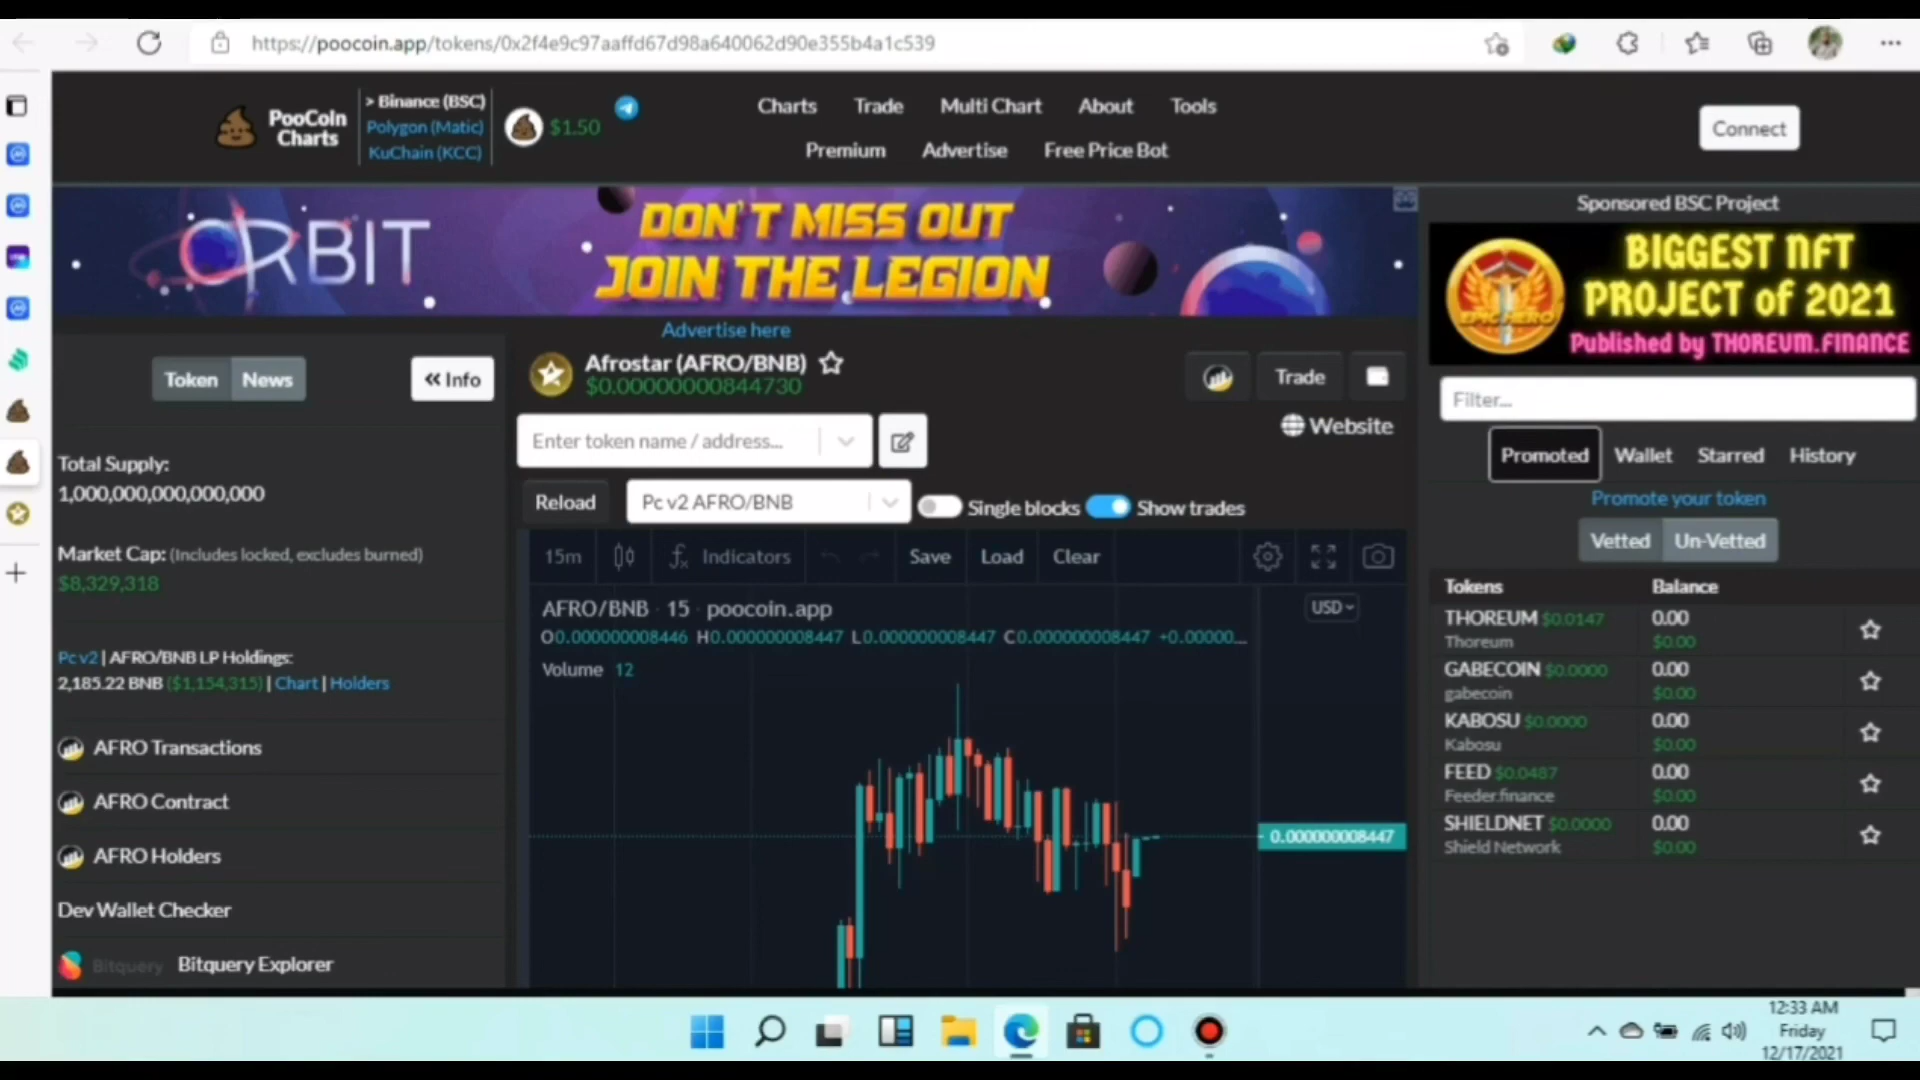 https://poocoin.app/tokens/0x2f4e9c97aaffd67d98a640062d90e355b4a1c539
PooCoin
Charts
> Binance (BSC)
Polygon (Matic)
KuChain (KCC)
$1.50
Charts
Trade
Multi Chart
About
Tools
Premium
Advertise
Free Price Bot
Connect
ORBIT
DON'T MISS OUT
JOIN THE LEGION
Advertise here
Sponsored BSC Project
BIGGEST NFT
PROJECT of 2021
Published by THOREUM.FINANCE
EPIC HERO
Token
News
« Info
Total Supply:
1,000,000,000,000,000
Market Cap: (Includes locked, excludes burned)
$8,329,318
Pc v2 | AFRO/BNB LP Holdings:
2,185.22 BNB ($1,154,315) | Chart | Holders
AFRO Transactions
AFRO Contract
AFRO Holders
Dev Wallet Checker
Bitquery Bitquery Explorer
Afrostar (AFRO/BNB)
$0.00000000844730
Trade
Website
Enter token name / address...
Reload
Pc v2 AFRO/BNB
Single blocks
Show trades
15m
Indicators
Save
Load
Clear
AFRO/BNB · 15 · poocoin.app
USD
O0.000000008446 H0.000000008447 L0.000000008447 C0.000000008447 +0.00000...
Volume 12
0.000000008447
Filter...
Promoted
Wallet
Starred
History
Promote your token
Vetted
Un-Vetted
Tokens Balance
THOREUM $0.0147 0.00
Thoreum $0.00
GABECOIN $0.0000 0.00
gabecoin $0.00
KABOSU $0.0000 0.00
Kabosu $0.00
FEED $0.0487 0.00
Feeder.finance $0.00
SHIELDNET $0.0000 0.00
Shield Network $0.00
12:33 AM
Friday
12/17/2021